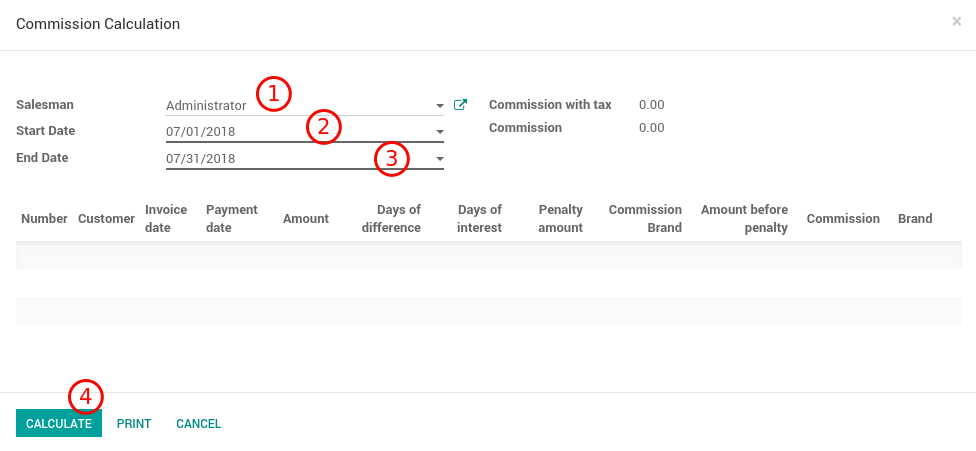 Commission Calculation ×
Salesman Administrator 1 Commission with tax 0.00
Start Date 07/01/2018 2 Commission 0.00
End Date 07/31/2018 3
Number Customer Invoice date Payment date Amount Days of difference Days of interest Penalty amount Commission Brand Amount before penalty Commission Brand
4
CALCULATE PRINT CANCEL